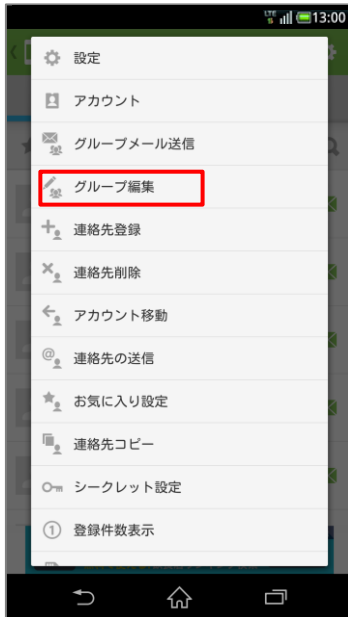 LTE 13:00
設定
アカウント
グループメール送信
グループ編集
連絡先登録
連絡先削除
アカウント移動
連絡先の送信
お気に入り設定
連絡先コピー
シークレット設定
1 登録件数表示